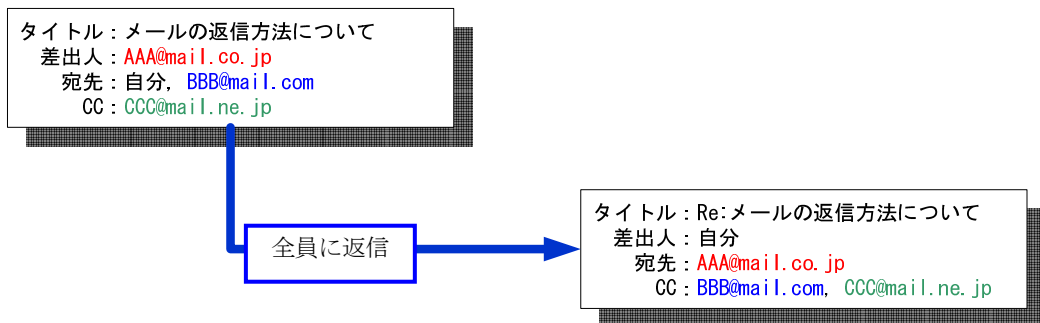 タイトル：メールの返信方法について
差出人：AAA@mail.co.jp
宛先：自分, BBB@mail.com
CC：CCC@mail.ne.jp
全員に返信
タイトル：Re:メールの返信方法について
差出人：自分
宛先：AAA@mail.co.jp
CC：BBB@mail.com, CCC@mail.ne.jp